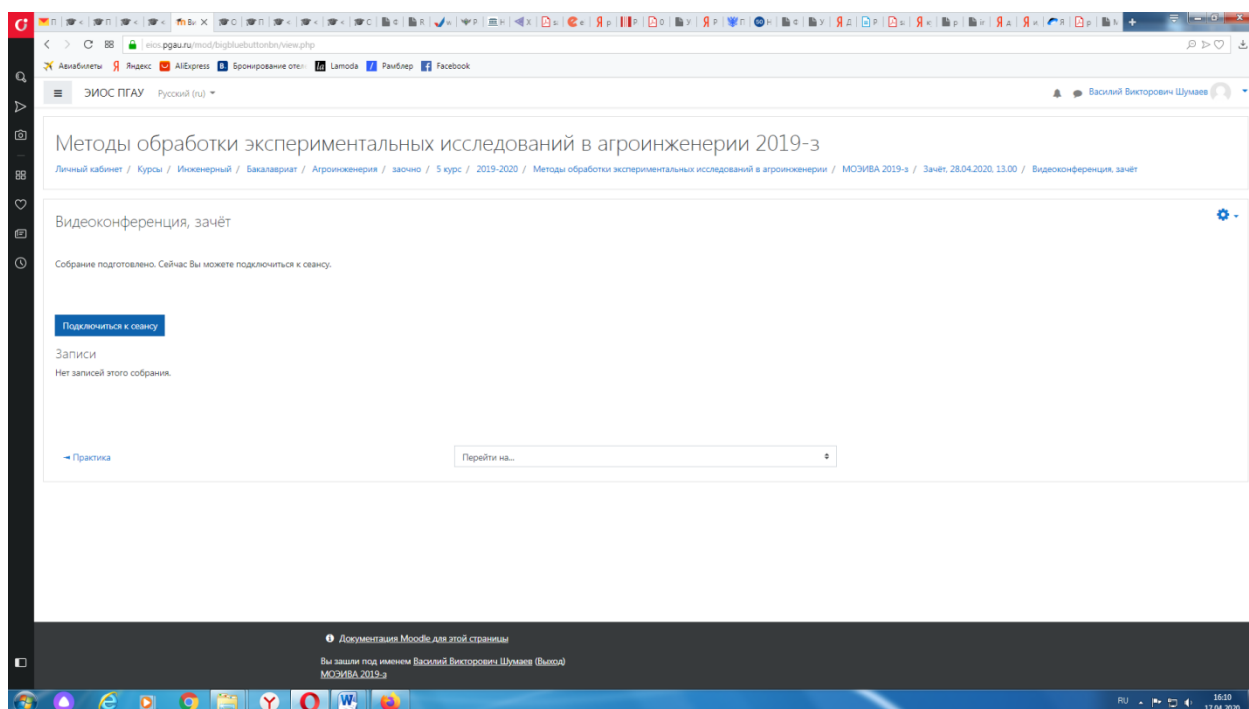 eios.pgau.ru/mod/bigbluebuttonbn/view.php
Авиабилеты Яндекс AliExpress Бронирование отел Lamoda Рамблер Facebook
ЭИОС ПГАУ Русский (ru) Василий Викторович Шумаев
Методы обработки экспериментальных исследований в агроинженерии 2019-з
Личный кабинет / Курсы / Инженерный / Бакалавриат / Агроинженерия / заочно / 5 курс / 2019-2020 / Методы обработки экспериментальных исследований в агроинженерии / МОЭИВА 2019-з / Зачёт, 28.04.2020, 13.00 / Видеоконференция, зачёт
Видеоконференция, зачёт
Собрание подготовлено. Сейчас Вы можете подключиться к сеансу.
Подключиться к сеансу
Записи
Нет записей этого собрания.
◄ Практика Перейти на...
Документация Moodle для этой страницы
Вы зашли под именем Василий Викторович Шумаев (Выход)
МОЭИВА 2019-з
RU 16:10
17.04.2020